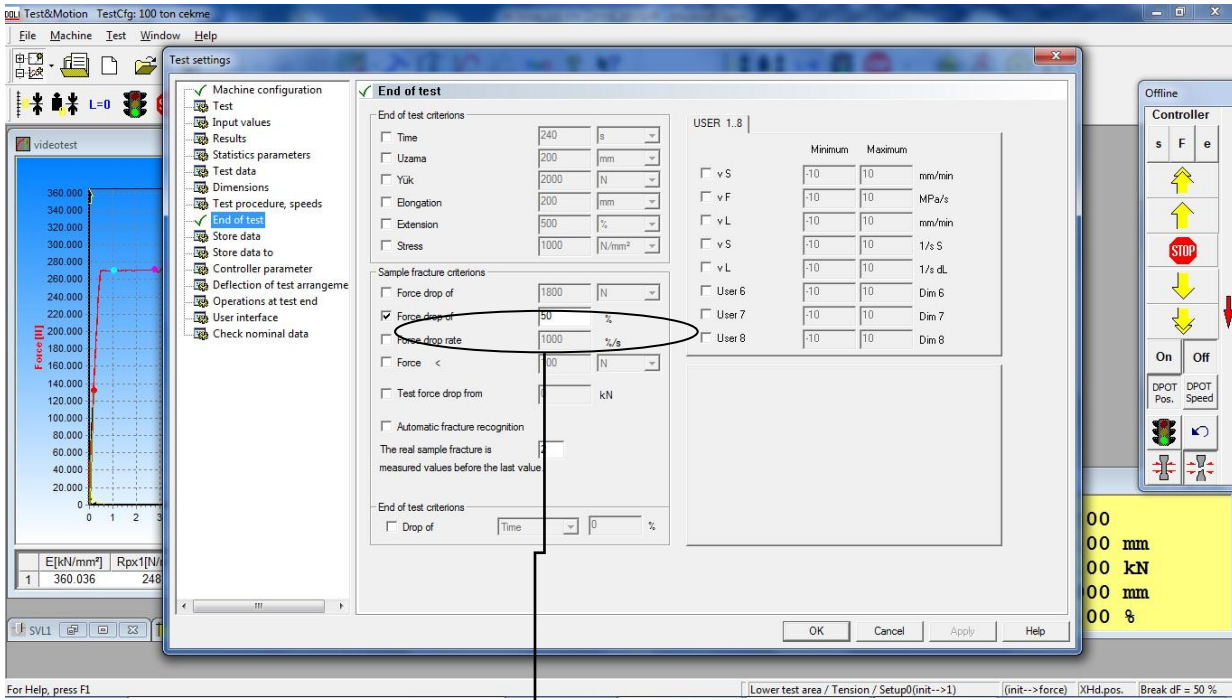 DOLI Test&Motion TestCfg: 100 ton cekme
File Machine Test Window Help
L=0
videotest
360.000
340.000
320.000
300.000
280.000
260.000
240.000
220.000
200.000
180.000
160.000
140.000
120.000
100.000
80.000
60.000
40.000
20.000
0
Force [N]
0 1 2 3
E[kN/mm²] Rpx1[N/
1 360.036 248
SVL1
Test settings
Machine configuration
Test
Input values
Results
Statistics parameters
Test data
Dimensions
Test procedure, speeds
End of test
Store data
Store data to
Controller parameter
Deflection of test arrangeme
Operations at test end
User interface
Check nominal data
End of test
End of test criterions
Time 240 s
Uzama 200 mm
Yük 2000 N
Elongation 200 mm
Extension 500 %
Stress 1000 N/mm²
Sample fracture criterions
Force drop of 1800 N
Force drop of 50 %
Force drop rate 1000 %/s
Force < N
Test force drop from kN
Automatic fracture recognition
The real sample fracture is 2
measured values before the last value.
End of test criterions
Drop of Time 0 %
USER 1..8
Minimum Maximum
v S -10 10 mm/min
v F -10 10 MPa/s
v L -10 10 mm/min
v S -10 10 1/s S
v L -10 10 1/s dL
User 6 -10 10 Dim 6
User 7 -10 10 Dim 7
User 8 -10 10 Dim 8
OK Cancel Apply Help
Offline
Controller
s F e
STOP
On Off
DPOT Pos. DPOT Speed
00
00 mm
00 kN
00 mm
00 %
For Help, press F1
Lower test area / Tension / Setup0(init-->1) (init-->force) XHd.pos. Break dF = 50 %